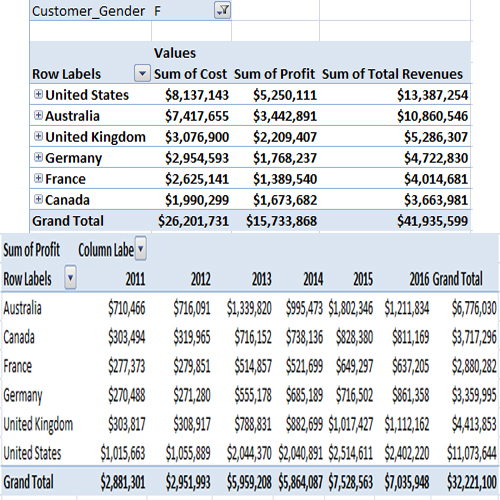 Customer_Gender F
Values
Row Labels Sum of Cost Sum of Profit Sum of Total Revenues
United States $8,137,143 $5,250,111 $13,387,254
Australia $7,417,655 $3,442,891 $10,860,546
United Kingdom $3,076,900 $2,209,407 $5,286,307
Germany $2,954,593 $1,768,237 $4,722,830
France $2,625,141 $1,389,540 $4,014,681
Canada $1,990,299 $1,673,682 $3,663,981
Grand Total $26,201,731 $15,733,868 $41,935,599
Sum of Profit Column Labe
Row Labels 2011 2012 2013 2014 2015 2016 Grand Total
Australia $710,466 $716,091 $1,339,820 $995,473 $1,802,346 $1,211,834 $6,776,030
Canada $303,494 $319,965 $716,152 $738,136 $828,380 $811,169 $3,717,296
France $277,373 $279,851 $514,857 $521,699 $649,297 $637,205 $2,880,282
Germany $270,488 $271,280 $555,178 $685,189 $716,502 $861,358 $3,359,995
United Kingdom $303,817 $308,917 $788,831 $882,699 $1,017,427 $1,112,162 $4,413,853
United States $1,015,663 $1,055,889 $2,044,370 $2,040,891 $2,514,611 $2,402,220 $11,073,644
Grand Total $2,881,301 $2,951,993 $5,959,208 $5,864,087 $7,528,563 $7,035,948 $32,221,100